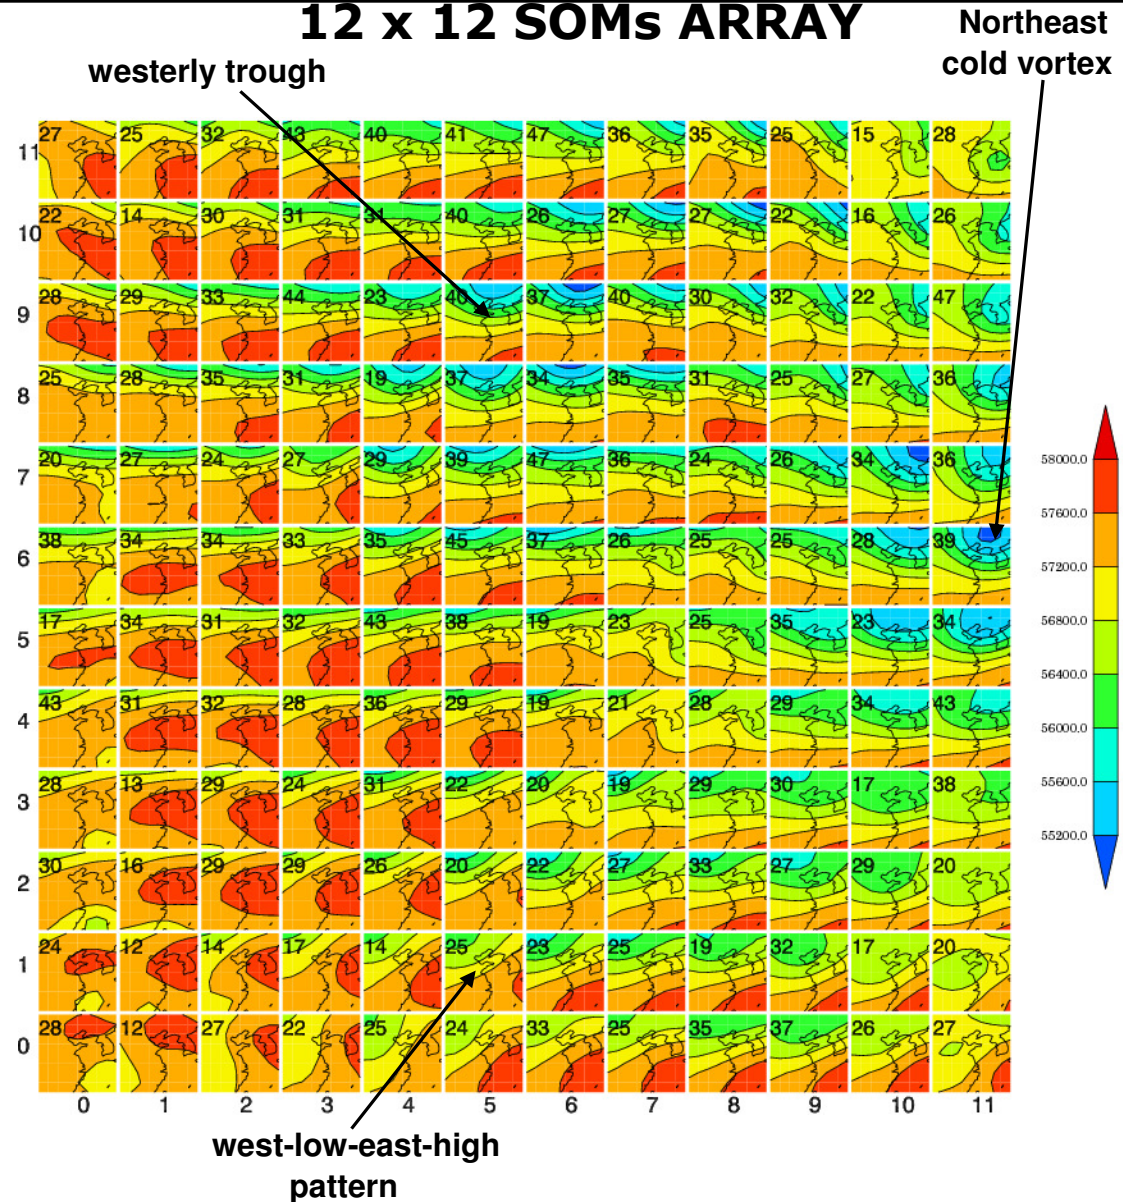 12 x 12 SOMs ARRAY
Northeast
cold vortex
westerly trough
11 27 25 32 43 40 41 47 36 35 25 15 28
10 22 14 30 31 31 40 26 27 27 22 16 26
9 28 29 33 44 23 40 37 40 30 32 22 47
8 25 28 35 31 19 37 34 35 31 25 27 36
7 20 27 24 27 29 39 47 36 24 26 34 36
6 38 34 34 33 35 45 37 26 25 25 28 39
5 17 34 31 32 43 38 19 23 25 35 23 34
4 43 31 32 28 36 29 19 21 28 29 34 43
3 28 13 29 24 31 22 20 19 29 30 17 38
2 30 16 29 29 26 20 22 27 33 27 29 20
1 24 12 14 17 14 25 23 25 19 32 17 20
0 28 12 27 22 25 24 33 25 35 37 26 27
0 1 2 3 4 5 6 7 8 9 10 11
58000.0
57600.0
57200.0
56800.0
56400.0
56000.0
55600.0
55200.0
west-low-east-high
pattern